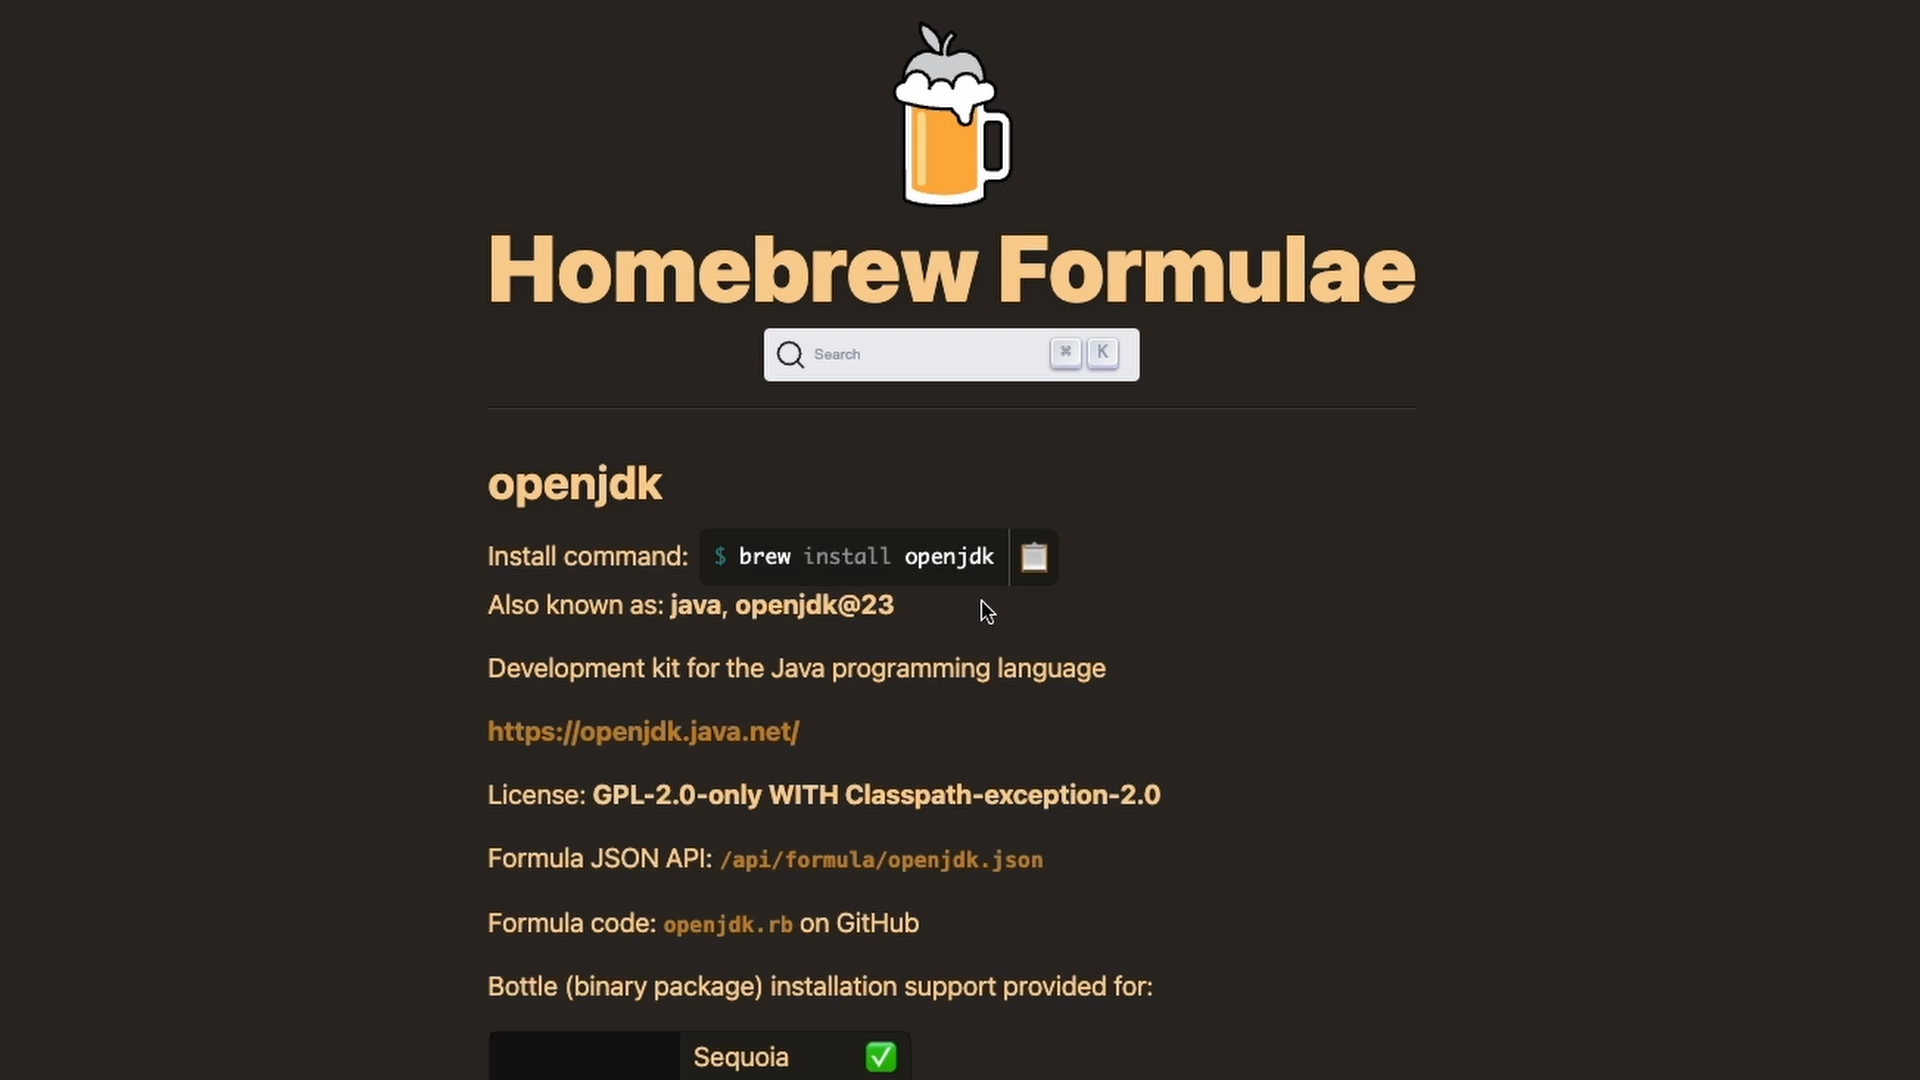 Homebrew Formulae
Search ⌘ K
openjdk
Install command: $ brew install openjdk
Also known as: java, openjdk@23
Development kit for the Java programming language
https://openjdk.java.net/
License: GPL-2.0-only WITH Classpath-exception-2.0
Formula JSON API: /api/formula/openjdk.json
Formula code: openjdk.rb on GitHub
Bottle (binary package) installation support provided for:
Sequoia ✅